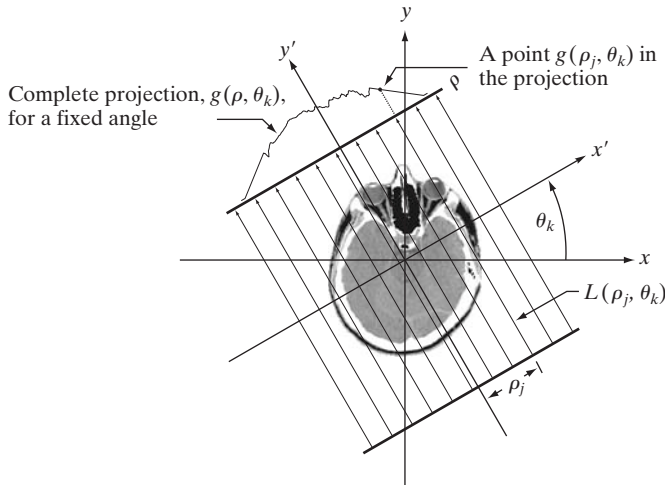 y
y′
A point g(ρj, θk) in
the projection
Complete projection, g(ρ, θk),
for a fixed angle
ρ
x′
θk
x
L(ρj, θk)
ρj